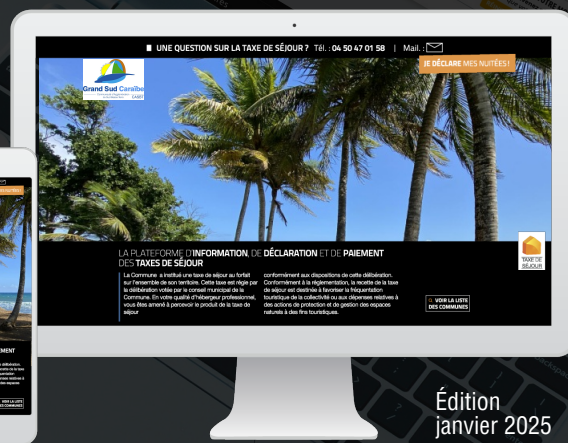 ■ UNE QUESTION SUR LA TAXE DE SÉJOUR ? Tél. : 04 50 47 01 58 | Mail. :
JE DÉCLARE MES NUITÉES !
Grand Sud Caraïbe
LA PLATEFORME D'INFORMATION, DE DÉCLARATION ET DE PAIEMENT
DES TAXES DE SÉJOUR
La Commune a institué une taxe de séjour au forfait
sur l'ensemble de son territoire. Cette taxe est régie par
la délibération votée par le conseil municipal de la
Commune. En votre qualité d'hébergeur professionnel,
vous êtes amené à percevoir le produit de la taxe de
séjour
conformément aux dispositions de cette délibération.
Conformément à la réglementation, la recette de la taxe
de séjour est destinée à favoriser la fréquentation
touristique de la collectivité ou aux dépenses relatives à
des actions de protection et de gestion des espaces
naturels à des fins touristiques.
TAXE DE
SÉJOUR
VOIR LA LISTE
DES COMMUNES
Édition
janvier 2025